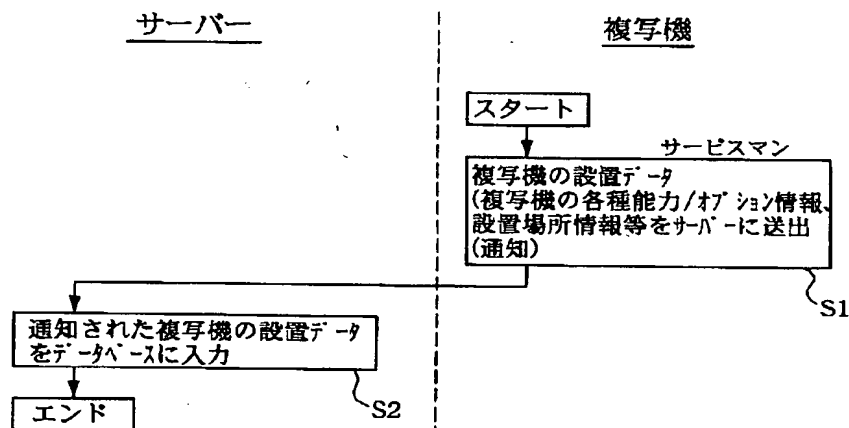 サーバー
複写機
スタート
サービスマン
複写機の設置データ
(複写機の各種能力/オプション情報、
設置場所情報等をサーバーに送出
(通知)
S1
通知された複写機の設置データ
をデータベースに入力
S2
エンド